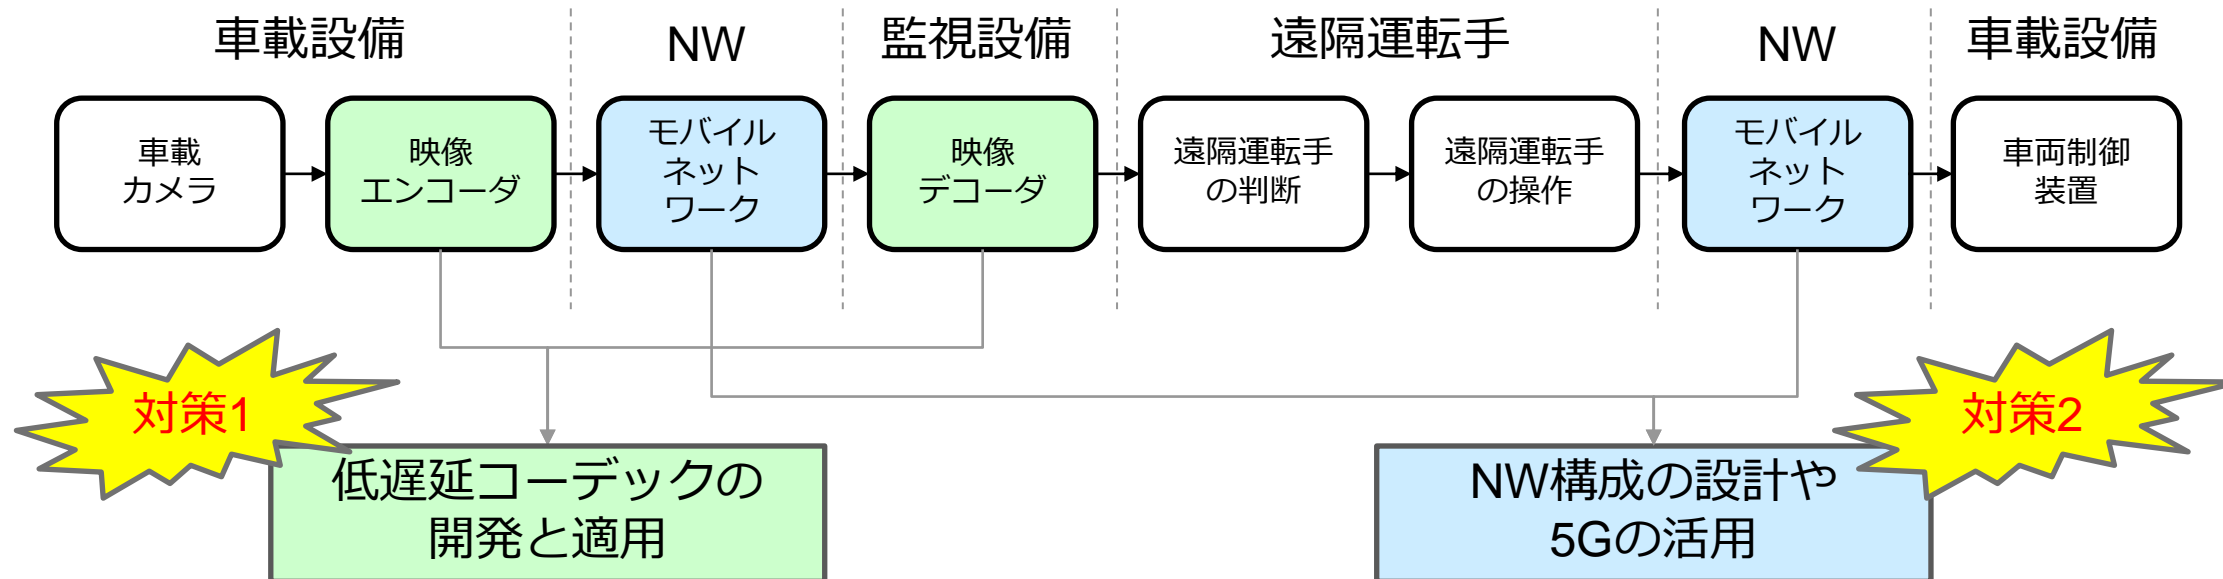 車載設備
NW
監視設備
遠隔運転手
NW
車載設備
車載
カメラ
映像
エンコーダ
モバイル
ネット
ワーク
映像
デコーダ
遠隔運転手
の判断
遠隔運転手
の操作
モバイル
ネット
ワーク
車両制御
装置
対策1
低遅延コーデックの
開発と適用
対策2
NW構成の設計や
5Gの活用